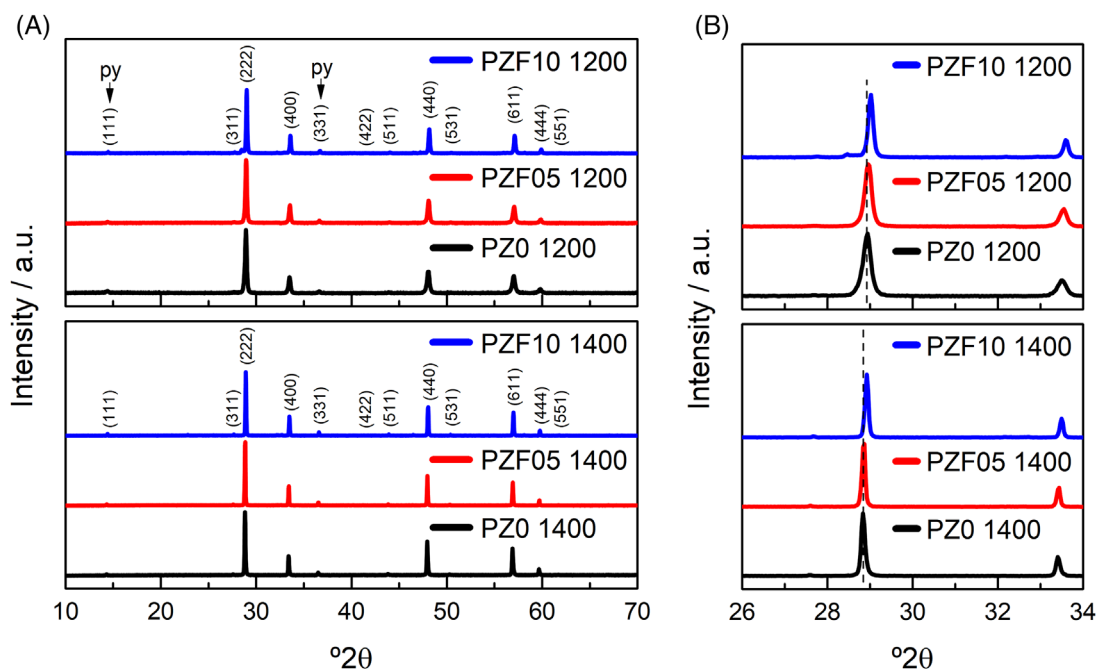 (A)
PZF10 1200
py
(111)
(311)
(222)
(400)
py
(331)
(422)
(511)
(440)
(531)
(611)
(444)
(551)
PZF05 1200
PZ0 1200
PZF10 1400
(111)
(311)
(222)
(400)
(331)
(422)
(511)
(440)
(531)
(611)
(444)
(551)
PZF05 1400
PZ0 1400
Intensity / a.u.
10 20 30 40 50 60 70
º2θ
(B)
PZF10 1200
PZF05 1200
PZ0 1200
PZF10 1400
PZF05 1400
PZ0 1400
Intensity / a.u.
26 28 30 32 34
º2θ